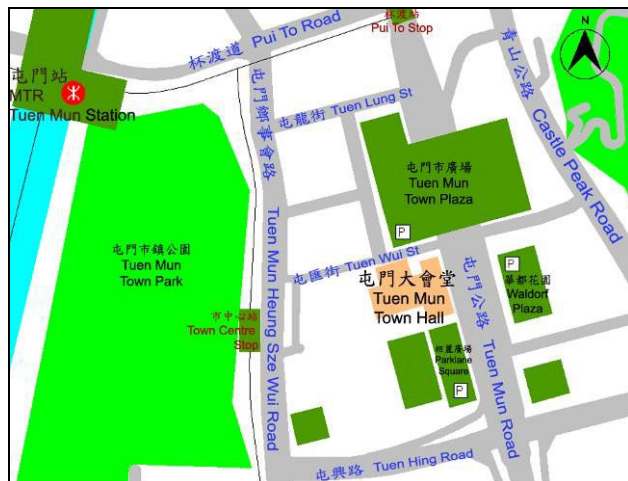 杯渡站
Pui To Stop
杯渡道 Pui To Road
N
青山公路 Castle Peak Road
屯門站
MTR
Tuen Mun Station
屯龍街 Tuen Lung St
屯門鄉事會路 Tuen Mun Heung Sze Wui Road
屯門市廣場
Tuen Mun
Town Plaza
P
屯門市鎮公園
Tuen Mun
Town Park
屯匯街 Tuen Wui St
屯門大會堂
Tuen Mun
Town Hall
屯門公路 Tuen Mun Road
P
華都花園
Waldorf
Plaza
市中心站
Town Centre
Stop
栢麗廣場
Parklane
Square
P
屯興路 Tuen Hing Road